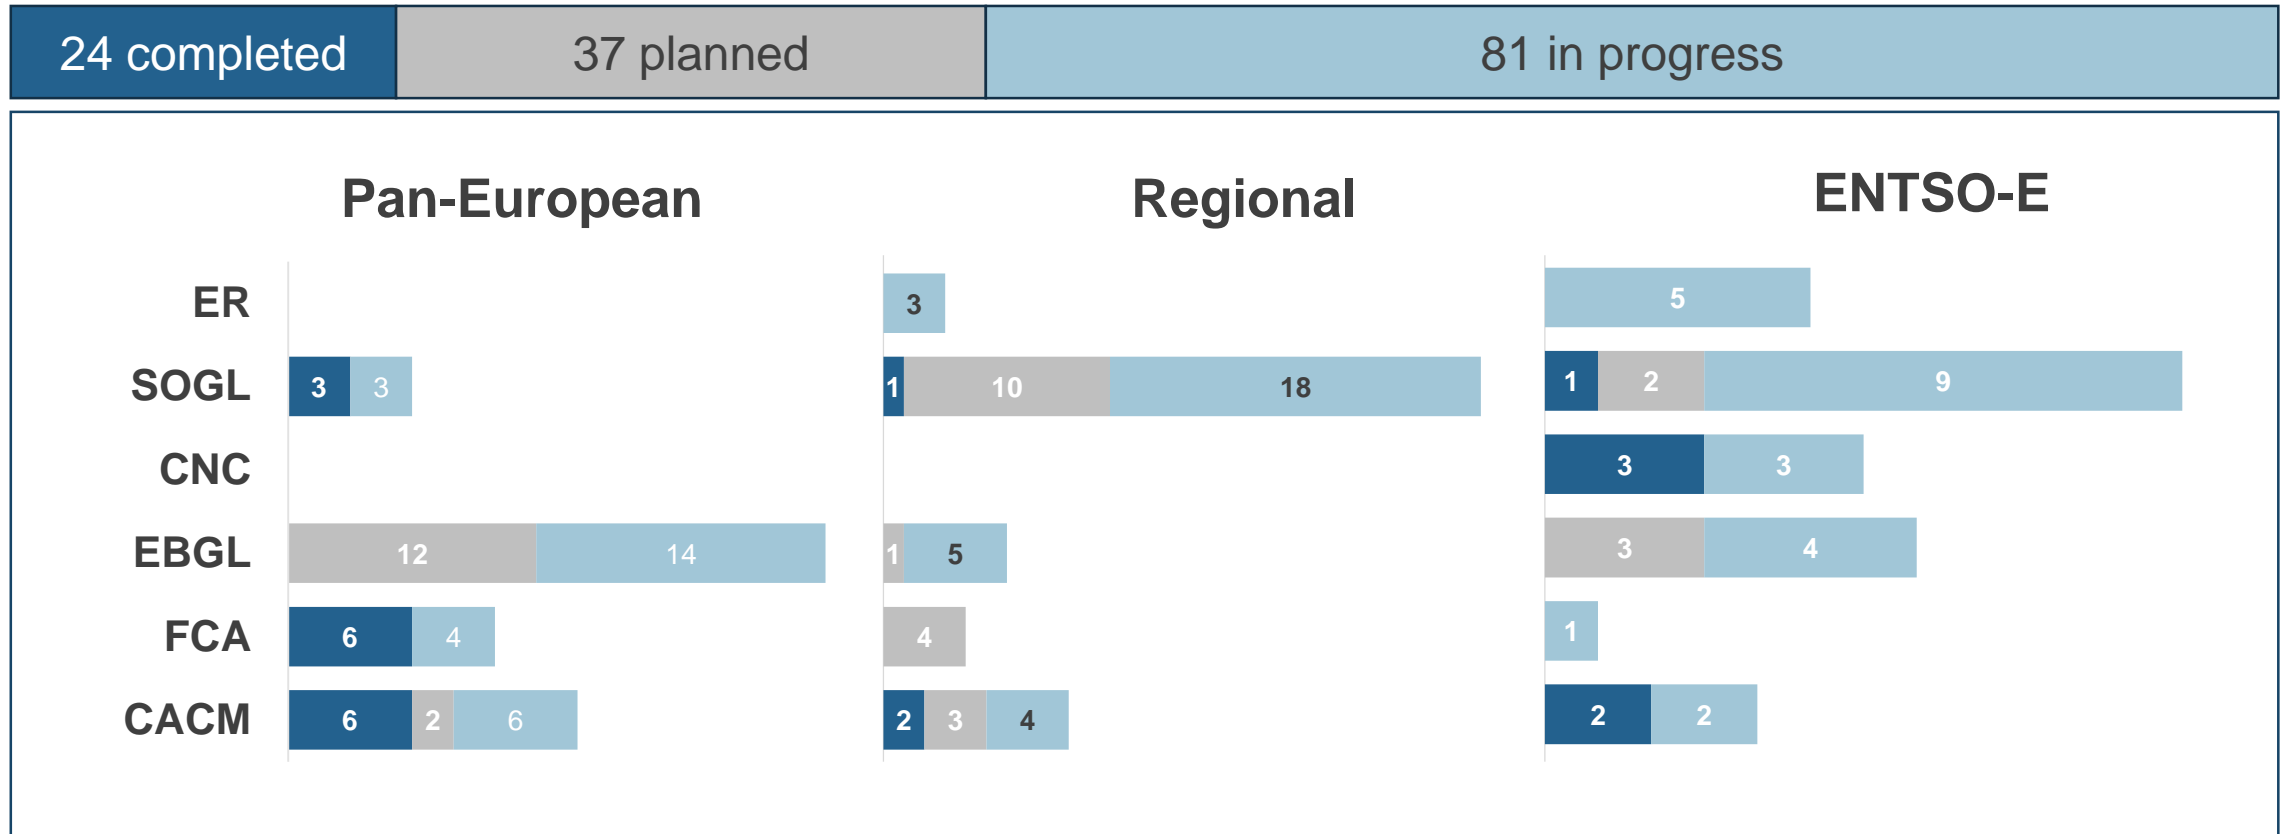 24 completed 37 planned 81 in progress
Pan-European Regional ENTSO-E
ER 3 5
SOGL 3 3 1 10 18 1 2 9
CNC 3 3
EBGL 12 14 1 5 3 4
FCA 6 4 4 1
CACM 6 2 6 2 3 4 2 2